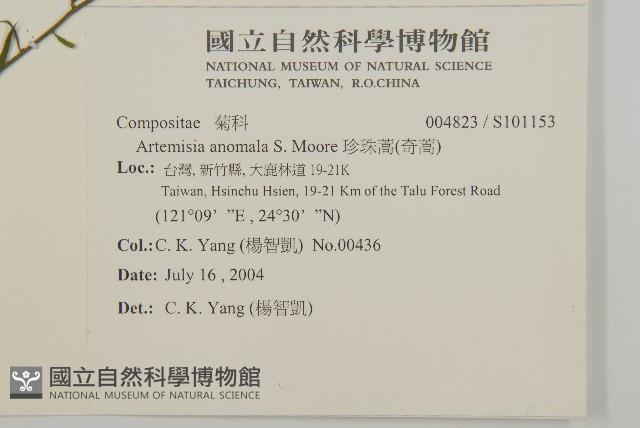 國立自然科學博物館
NATIONAL MUSEUM OF NATURAL SCIENCE
TAICHUNG, TAIWAN, R.O.CHINA
Compositae 菊科 004823 / S101153
Artemisia anomala S. Moore 珍珠蒿(奇蒿)
Loc.: 台灣, 新竹縣, 大鹿林道 19-21K
Taiwan, Hsinchu Hsien, 19-21 Km of the Talu Forest Road
(121°09’ ”E , 24°30’ ”N)
Col.: C. K. Yang (楊智凱) No.00436
Date: July 16 , 2004
Det.: C. K. Yang (楊智凱)
國立自然科學博物館
NATIONAL MUSEUM OF NATURAL SCIENCE